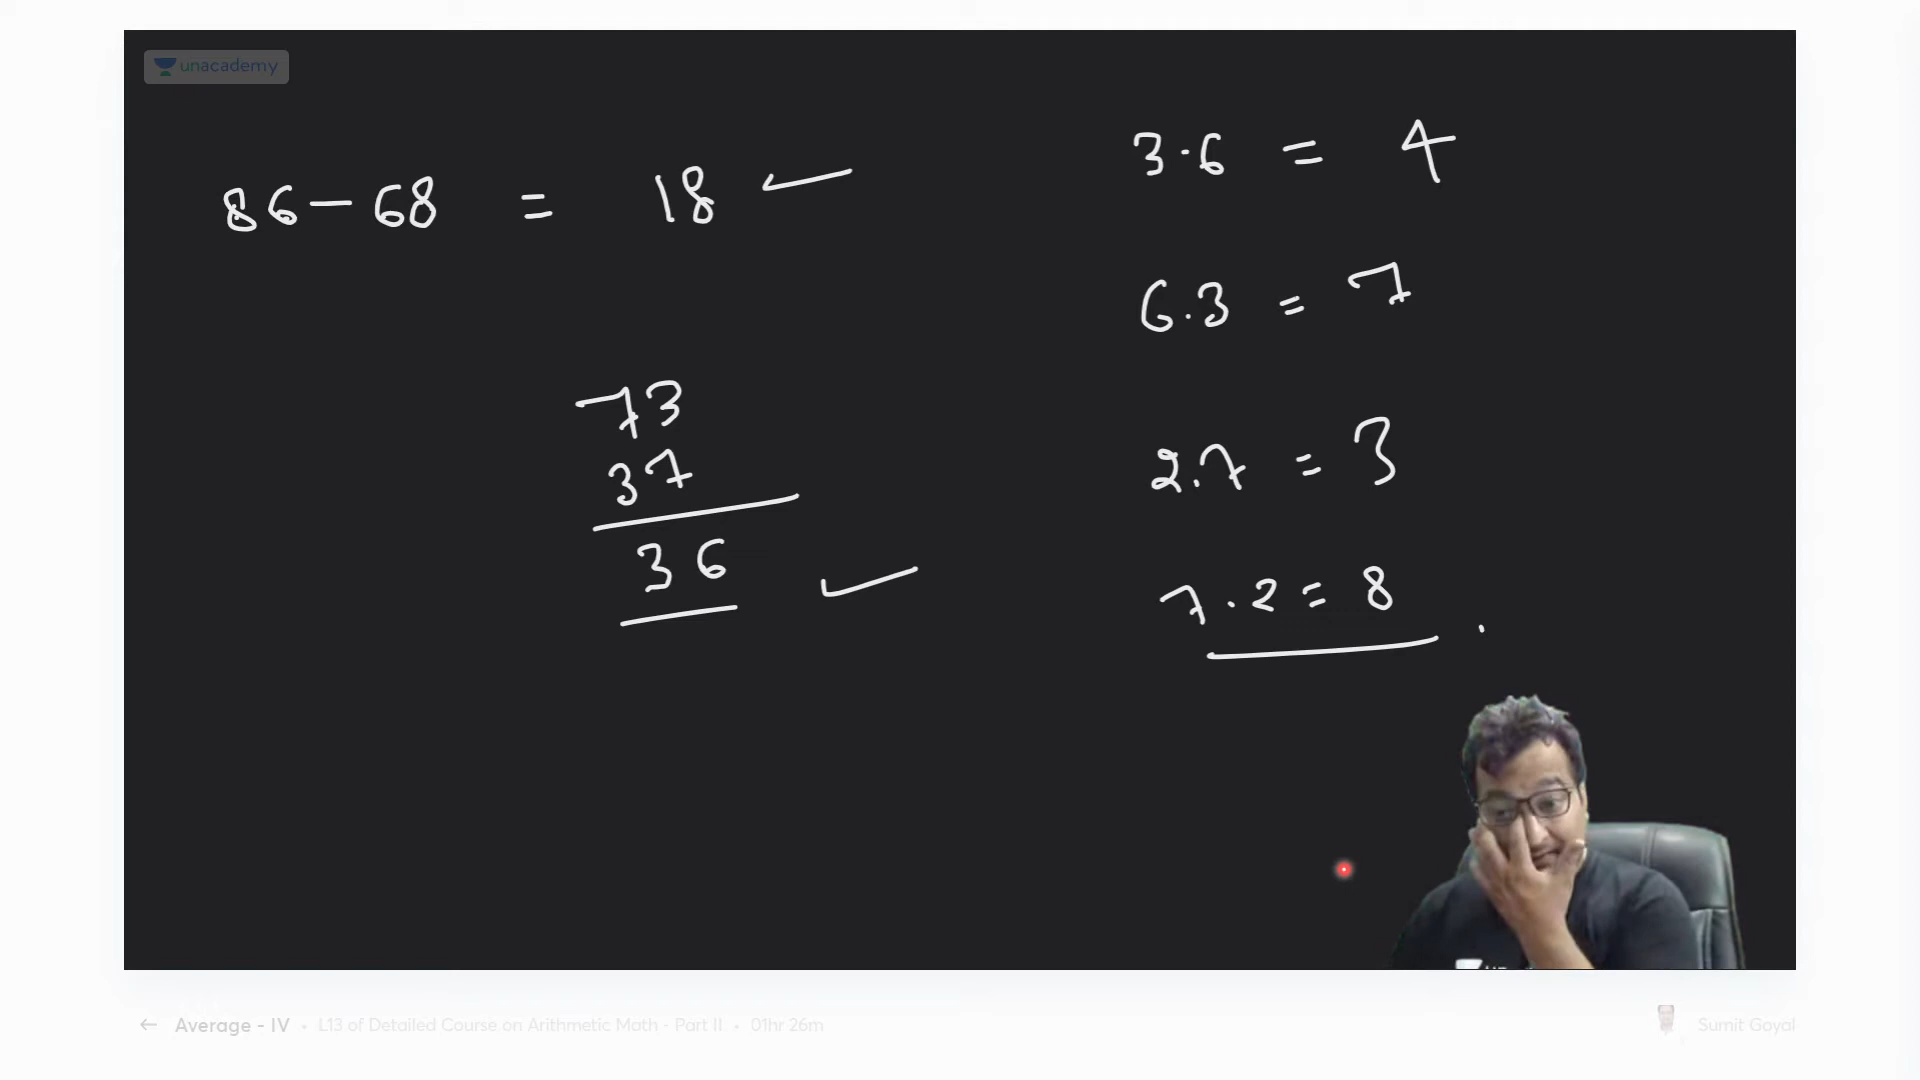 unacademy
86 - 68 = 18
73
37
36
3.6 = 4
6.3 = 7
2.7 = 3
7.2 = 8 .
Average - IV • L13 of Detailed Course on Arithmetic Math - Part II • 01hr 26m
Sumit Goyal